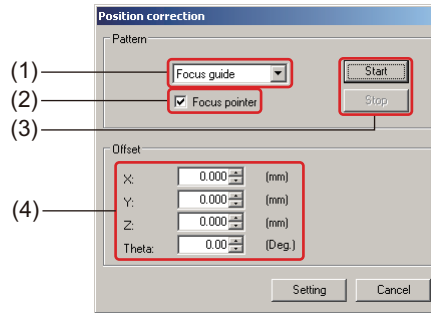 Position correction
Pattern
(1) Focus guide Start
(2) Focus pointer Stop
(3)
Offset
X: 0.000 (mm)
Y: 0.000 (mm)
(4)
Z: 0.000 (mm)
Theta: 0.00 (Deg.)
Setting Cancel